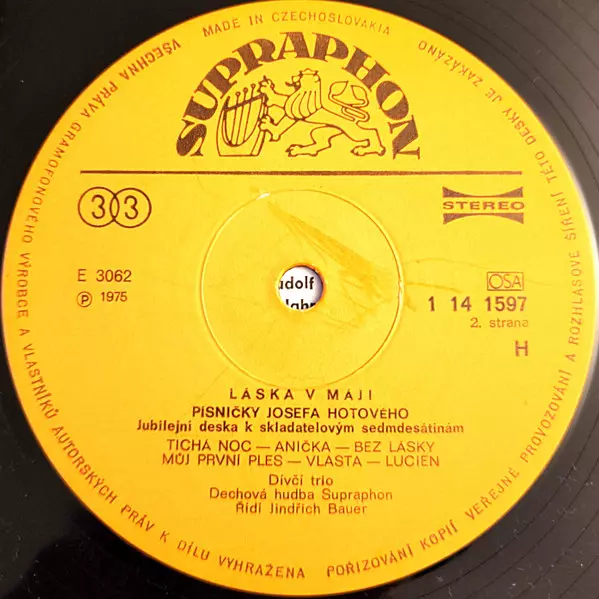 MADE IN CZECHOSLOVAKIA
SUPRAPHON
33
STEREO
E 3062
℗ 1975
OSA
1 14 1597
2. strana
H
udolf
LÁSKA V MÁJI
PÍSNIČKY JOSEFA HOTOVÉHO
Jubilejní deska k skladatelovým sedmdesátinám
TICHÁ NOC — ANIČKA — BEZ LÁSKY
MŮJ PRVNÍ PLES — VLASTA — LUCIEN
Dívčí trio
Dechová hudba Supraphon
Řídí Jindřich Bauer
VŠECHNA PRÁVA GRAMOFONOVÉHO VÝROBCE A VLASTNÍKŮ AUTORSKÝCH PRÁV K DÍLU VYHRAŽENA
POŘIZOVÁNÍ KOPIÍ VEŘEJNÉ PROVOZOVÁNÍ A ROZHLASOVÉ ŠÍŘENÍ TÉTO DESKY JE ZAKÁZÁNO